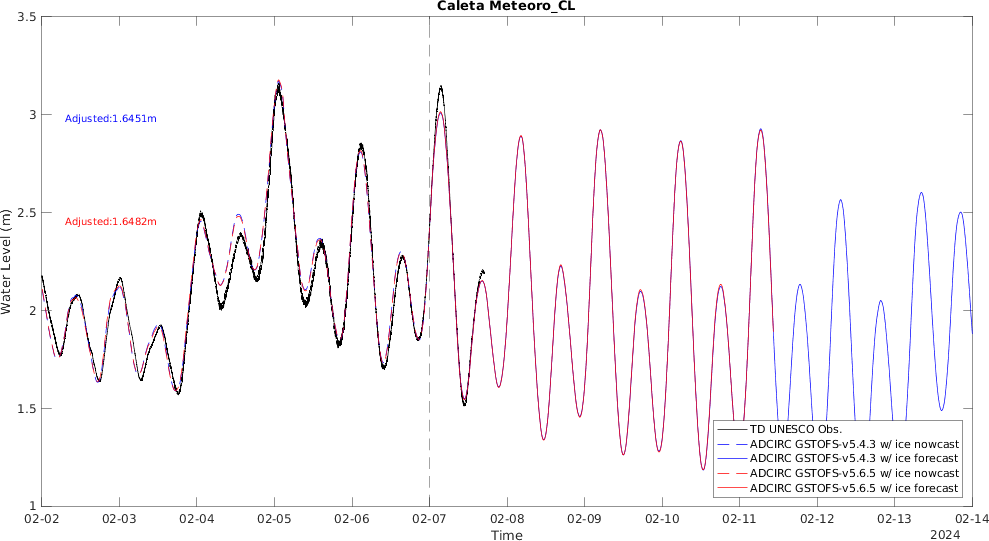 Caleta Meteoro_CL
3.5
3
2.5
2
1.5
1
Water Level (m)
Adjusted:1.6451m
Adjusted:1.6482m
TD UNESCO Obs.
ADCIRC GSTOFS-v5.4.3 w/ ice nowcast
ADCIRC GSTOFS-v5.4.3 w/ ice forecast
ADCIRC GSTOFS-v5.6.5 w/ ice nowcast
ADCIRC GSTOFS-v5.6.5 w/ ice forecast
02-02 02-03 02-04 02-05 02-06 02-07 02-08 02-09 02-10 02-11 02-12 02-13 02-14
Time
2024